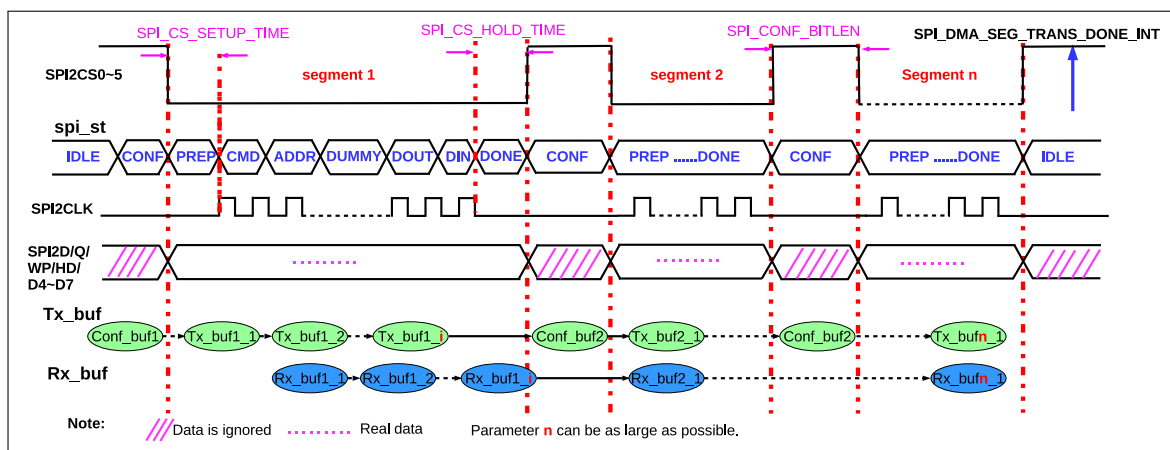 SPI_CS_SETUP_TIME SPI_CS_HOLD_TIME SPI_CONF_BITLEN SPI_DMA_SEG_TRANS_DONE_INT
SPI2CS0~5 segment 1 segment 2 Segment n
spi_st
IDLE CONF PREP CMD ADDR DUMMY DOUT DIN DONE CONF PREP ......DONE CONF PREP ......DONE IDLE
SPI2CLK
SPI2D/Q/
WP/HD/
D4~D7
Tx_buf
Conf_buf1 Tx_buf1_1 Tx_buf1_2 Tx_buf1_i Conf_buf2 Tx_buf2_1 Conf_buf2 Tx_bufn_1
Rx_buf
Rx_buf1_1 Rx_buf1_2 Rx_buf1_i Rx_buf2_1 Rx_bufn_1
Note: Data is ignored Real data Parameter n can be as large as possible.